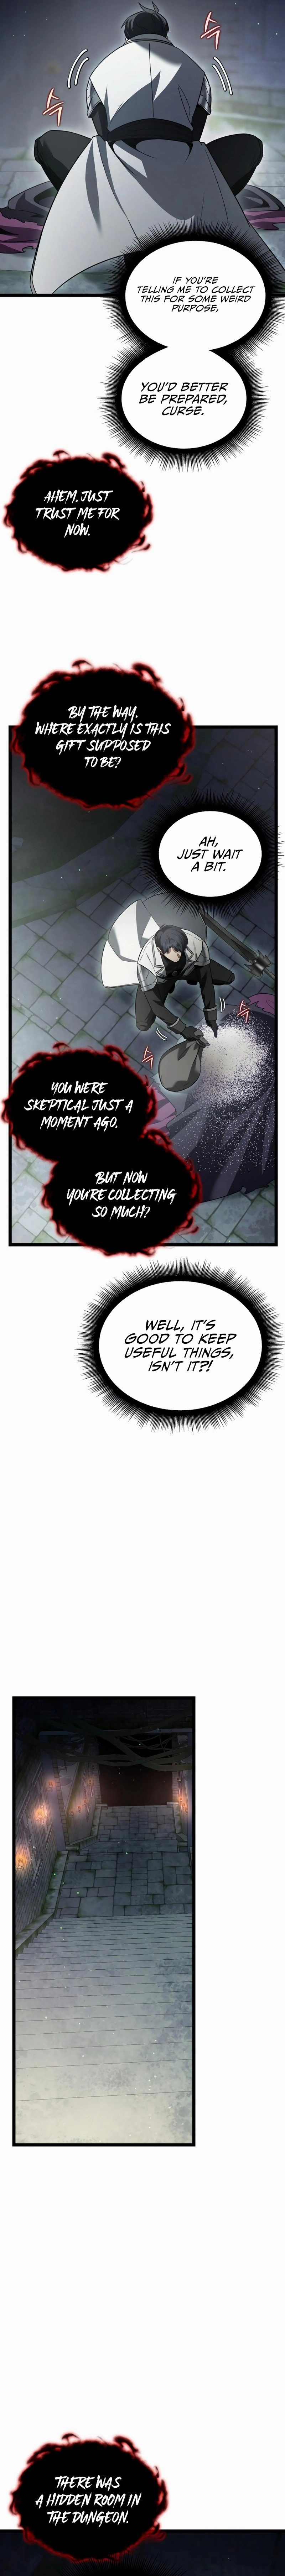 IF YOU'RE
TELLING ME TO COLLECT
THIS FOR SOME WEIRD
PURPOSE,
YOU'D BETTER
BE PREPARED,
CURSE.
AHEM. JUST
TRUST ME FOR
NOW.
BY THE WAY.
WHERE EXACTLY IS THIS
GIFT SUPPOSED
TO BE?
AH,
JUST WAIT
A BIT.
YOU WERE
SKEPTICAL JUST A
MOMENT AGO.
BUT NOW
YOU'RE COLLECTING
SO MUCH?
WELL, IT'S
GOOD TO KEEP
USEFUL THINGS,
ISN'T IT?!
THERE WAS
A HIDDEN ROOM IN
THE DUNGEON.